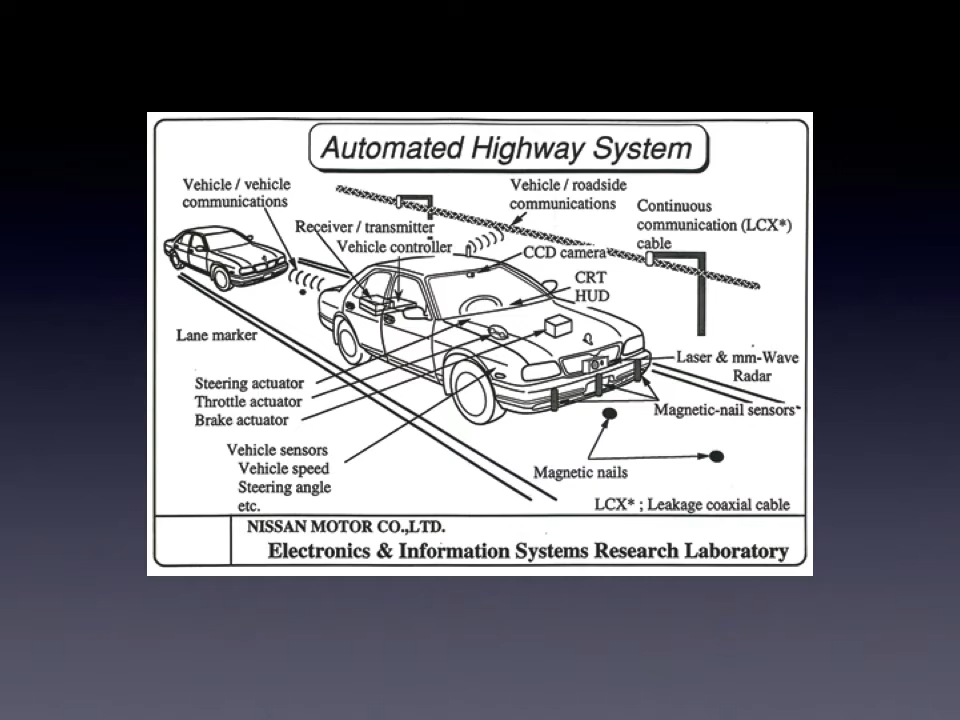 Automated Highway System
Vehicle / vehicle
communications
Vehicle / roadside
communications
Continuous
communication (LCX*)
cable
Receiver / transmitter
Vehicle controller
CCD camera
CRT
HUD
Lane marker
Laser & mm-Wave
Radar
Steering actuator
Throttle actuator
Brake actuator
Magnetic-nail sensors
Vehicle sensors
Vehicle speed
Steering angle
etc.
Magnetic nails
LCX* ; Leakage coaxial cable
NISSAN MOTOR CO.,LTD.
Electronics & Information Systems Research Laboratory